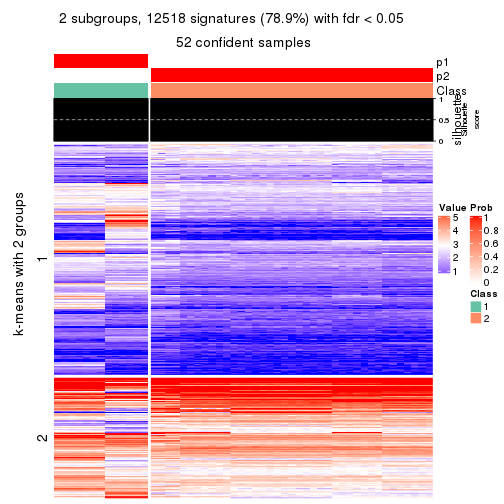 2 subgroups, 12518 signatures (78.9%) with fdr < 0.05
52 confident samples
p1
p2
Class
1
0.5
0
silhouette
Silhouette
score
k-means with 2 groups
1
2
Value
5
4
3
2
1
Prob
1
0.8
0.6
0.4
0.2
0
Class
1
2